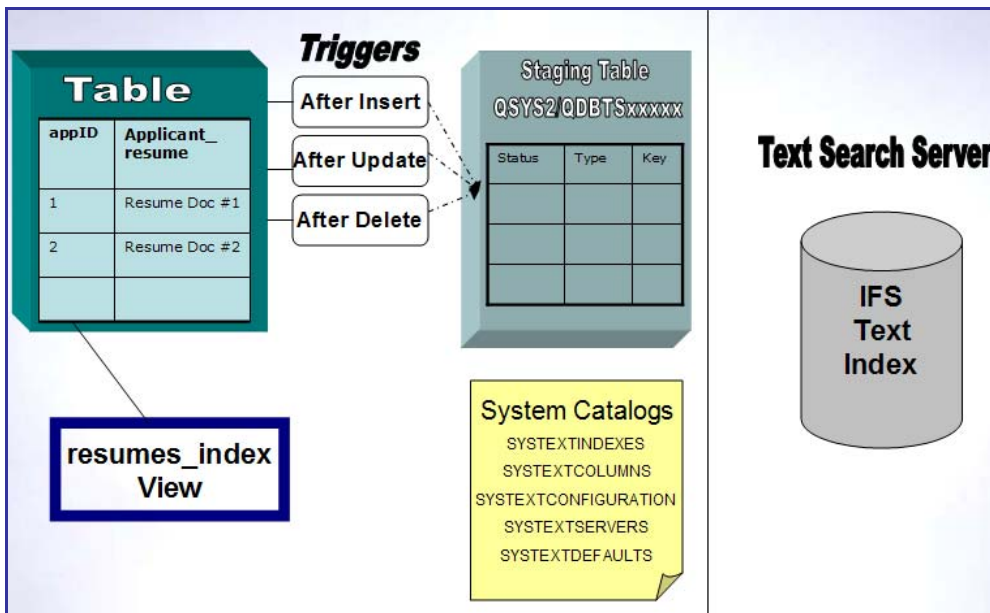 Triggers
Table
appID
Applicant_
resume
1
Resume Doc #1
2
Resume Doc #2
After Insert
After Update
After Delete
Staging Table
QSYS2/QDBTSxxxxx
Status
Type
Key
resumes_index
View
System Catalogs
SYSTEXTINDEXES
SYSTEXTCOLUMNS
SYSTEXTCONFIGURATION
SYSTEXTSERVERS
SYSTEXTDEFAULTS
Text Search Server
IFS
Text
Index